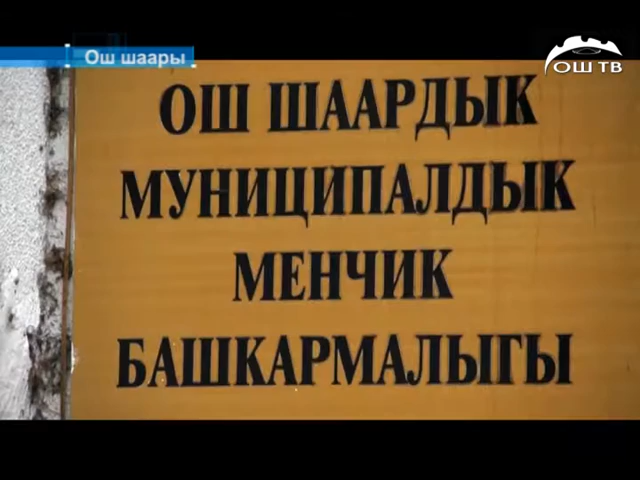 Ош шаары
ОШ ТВ
ОШ ШААРДЫК
МУНИЦИПАЛДЫК
МЕНЧИК
БАШКАРМАЛЫГЫ